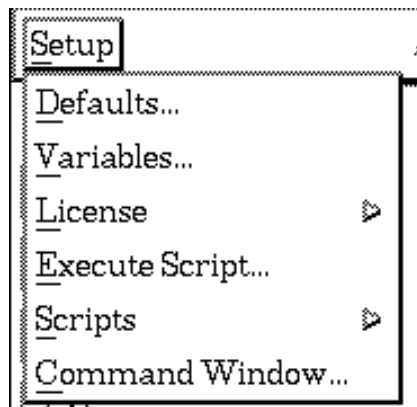 Setup
Defaults...
Variables...
License
Execute Script...
Scripts
Command Window...